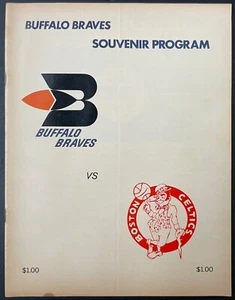 BUFFALO BRAVES
SOUVENIR PROGRAM
BUFFALO
BRAVES
VS
BOSTON CELTICS
$1.00
$1.00